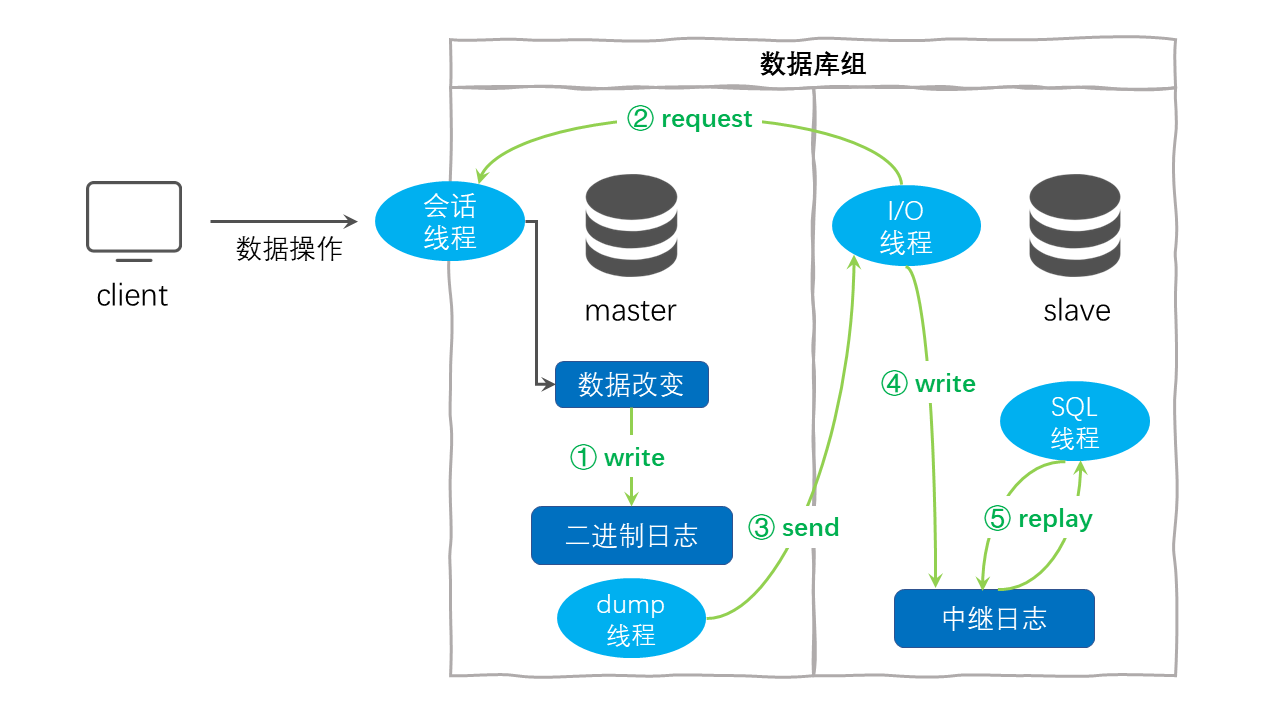 数据库组
② request
会话
线程
I/O
线程
数据操作
client
master
slave
数据改变
④ write
SQL
线程
① write
③ send
⑤ replay
二进制日志
dump
线程
中继日志